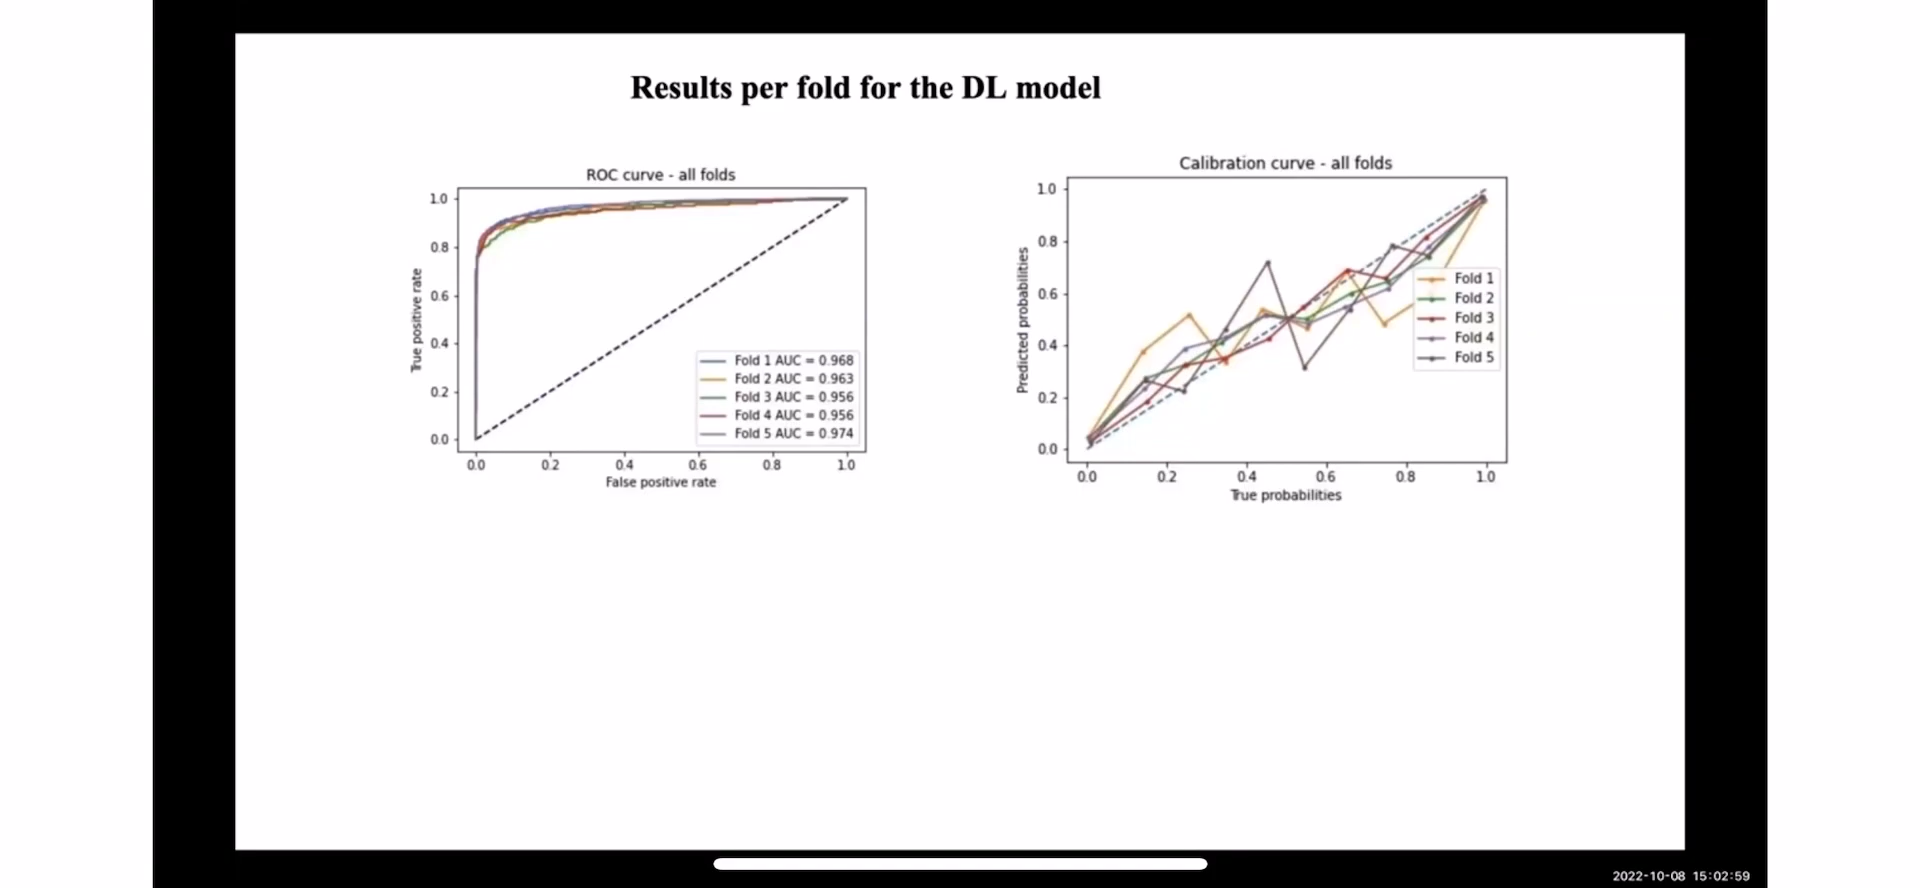 Results per fold for the DL model
ROC curve - all folds
True positive rate
1.0
0.8
0.6
0.4
0.2
0.0
Fold 1 AUC = 0.968
Fold 2 AUC = 0.963
Fold 3 AUC = 0.956
Fold 4 AUC = 0.956
Fold 5 AUC = 0.974
0.0 0.2 0.4 0.6 0.8 1.0
False positive rate
Calibration curve - all folds
Predicted probabilities
1.0
0.8
0.6
0.4
0.2
0.0
Fold 1
Fold 2
Fold 3
Fold 4
Fold 5
0.0 0.2 0.4 0.6 0.8 1.0
True probabilities
2022-10-08 15:02:59